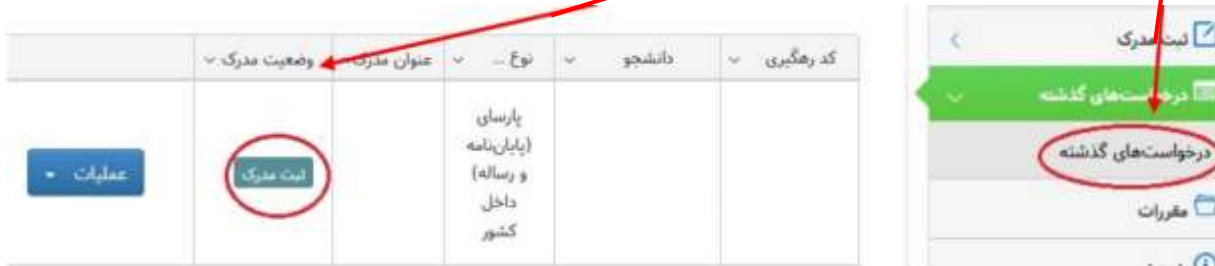 ثبت مدرک
درخواست‌های گذشته
درخواست‌های گذشته
مقررات
کد رهگیری
دانشجو
نوع ...
عنوان مدرک
وضعیت مدرک
پارسای
(پایان‌نامه
و رساله)
داخل
کشور
ثبت مدرک
عملیات